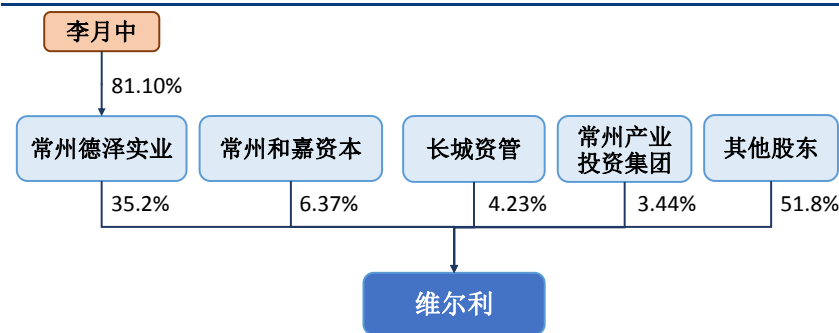 李月中
81.10%
常州德泽实业
常州和嘉资本
长城资管
常州产业
投资集团
其他股东
35.2%
6.37%
4.23%
3.44%
51.8%
维尔利